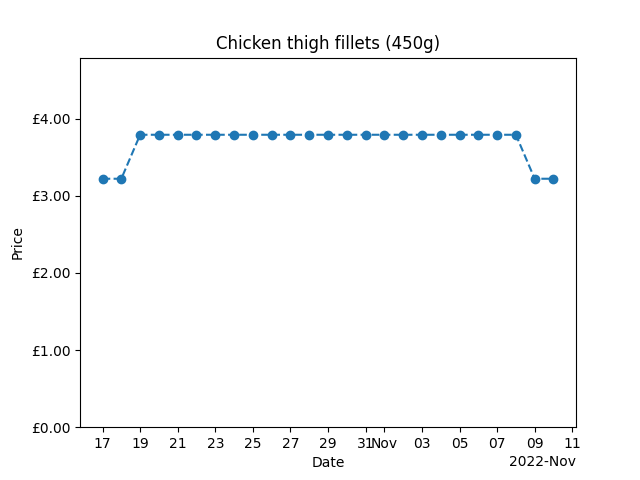 Chicken thigh fillets (450g)
Price
£4.00
£3.00
£2.00
£1.00
£0.00
17 19 21 23 25 27 29 31 Nov 03 05 07 09 11
Date
2022-Nov